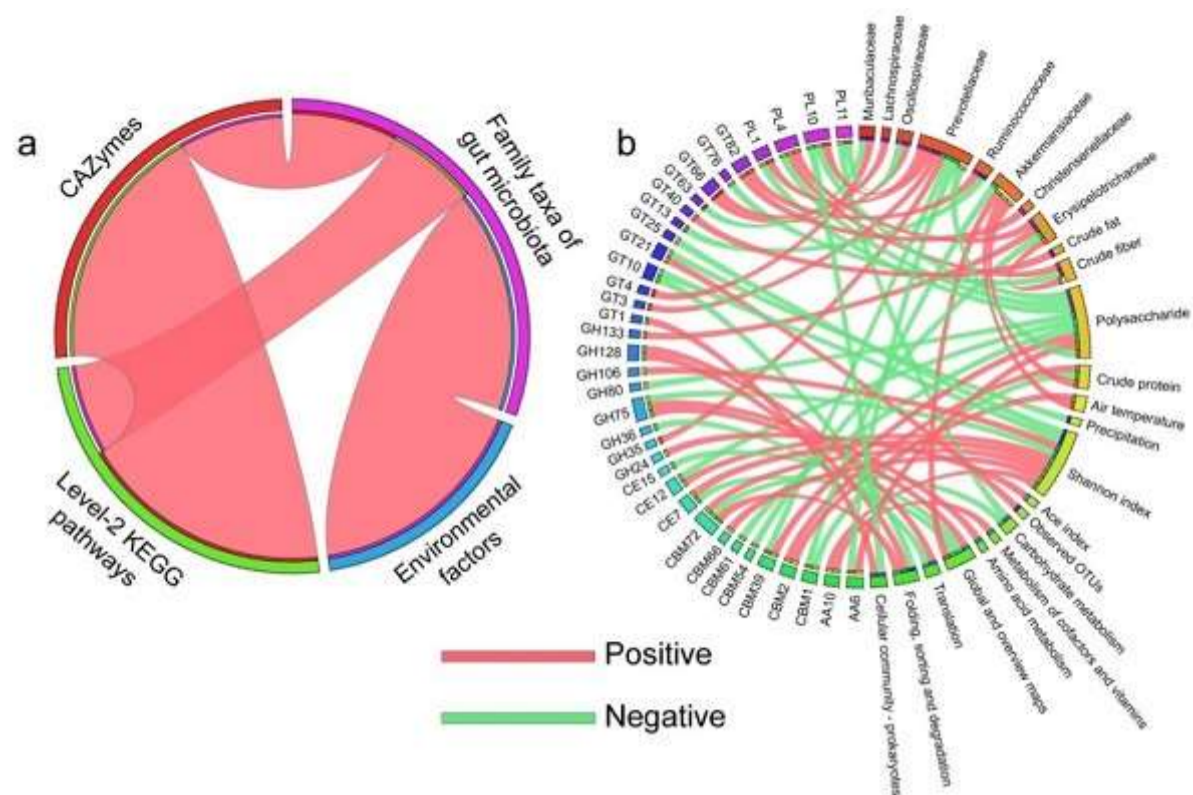 a
CAZymes
Family taxa of
gut microbiota
Level-2 KEGG
pathways
Environmental
factors
b
Muribaculaceae
Lachnospiraceae
Oscillospiraceae
Prevotellaceae
Ruminococcaceae
Akkermansiaceae
Christensenellaceae
Erysipelotrichaceae
Crude fat
Crude fiber
Polysaccharide
Crude protein
Air temperature
Precipitation
Shannon index
Ace index
Observed OTUs
Carbohydrate metabolism
Metabolism of cofactors and vitamins
Amino acid metabolism
Global and overview maps
Translation
Folding, sorting and degradation
Cellular community - prokaryotes
AA6
AA10
CBM1
CBM2
CBM39
CBM54
CBM61
CBM66
CBM72
CE7
CE12
CE15
GH24
GH35
GH36
GH75
GH80
GH106
GH128
GH133
GT1
GT3
GT4
GT10
GT21
GT25
GT13
GT40
GT63
GT66
GT76
GT82
PL1
PL4
PL10
PL11
Positive
Negative